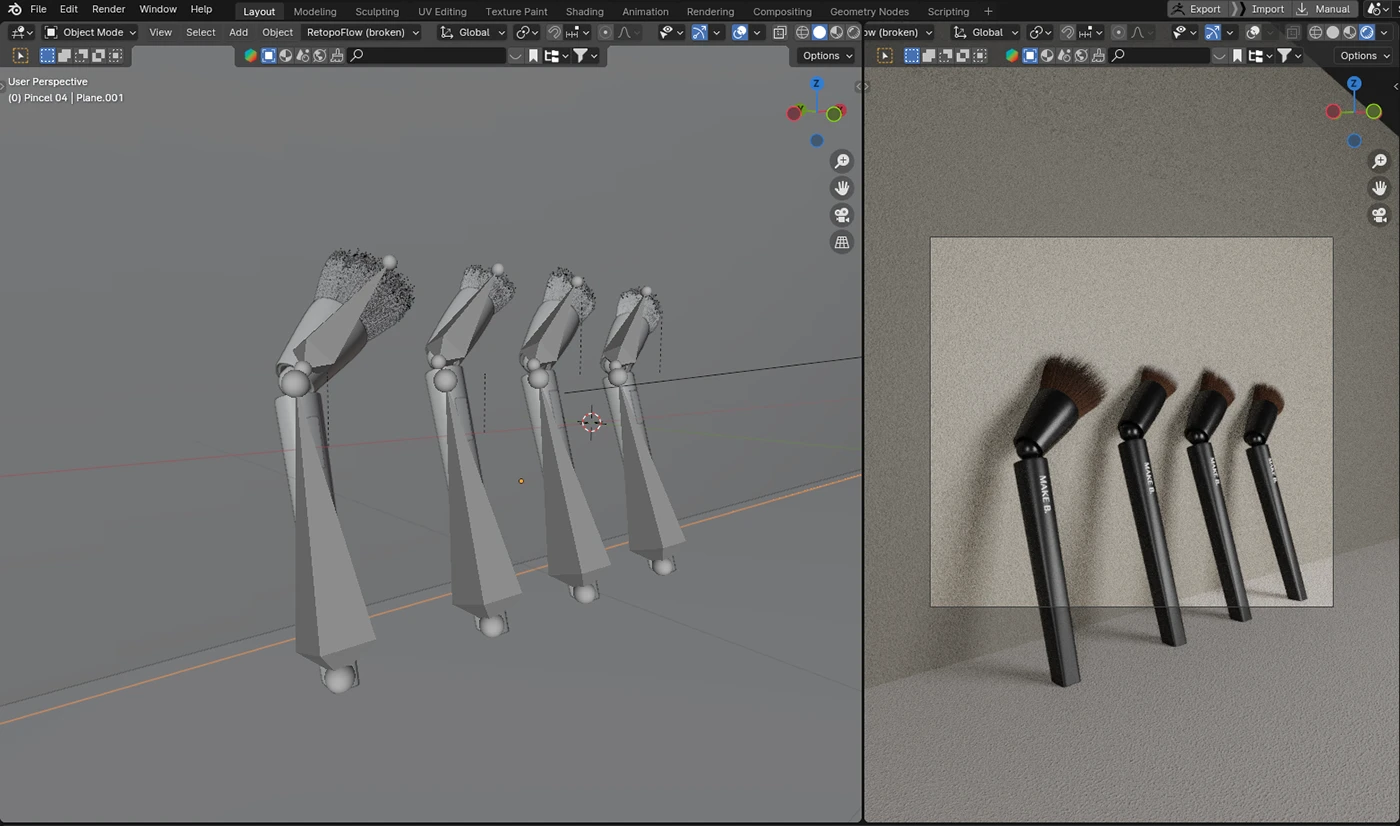 File Edit Render Window Help
Layout Modeling Sculpting UV Editing Texture Paint Shading Animation Rendering Compositing Geometry Nodes Scripting +
Export Import Manual
Object Mode View Select Add Object RetopoFlow (broken) Global
ow (broken) Global
Options
Options
User Perspective
(0) Pincel 04 | Plane.001
Z
Y
Z
MAKE B.
MAKE B.
MAKE B.